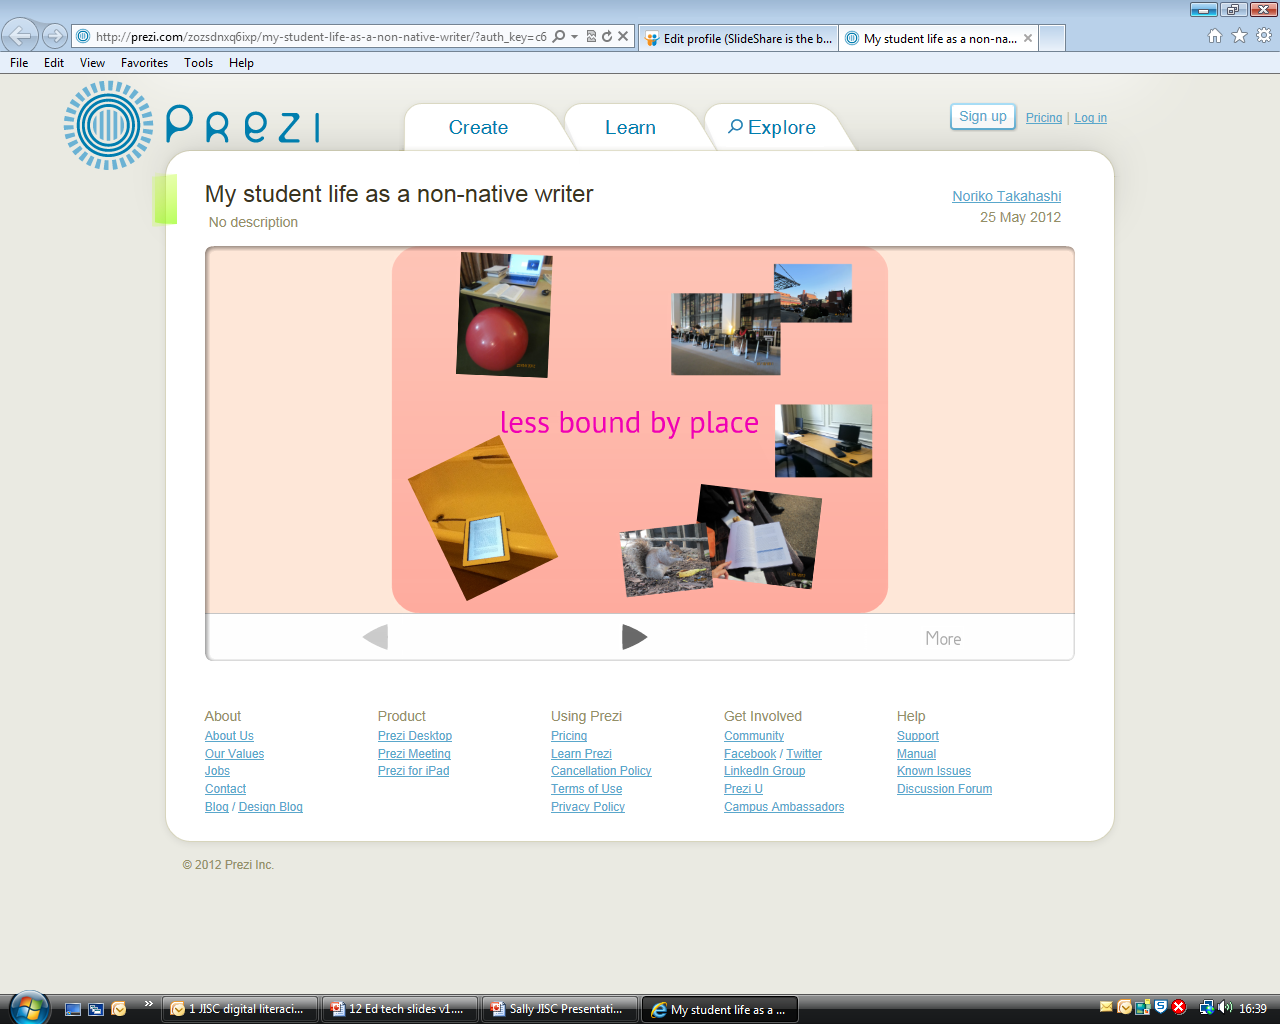 http://prezi.com/zozsdnxq6ixp/my-student-life-as-a-non-native-writer/?auth_key=c6
Edit profile (SlideShare is the b...
My student life as a non-na...
File Edit View Favorites Tools Help
PREZI
Create Learn Explore
Sign up Pricing | Log in
My student life as a non-native writer
No description
Noriko Takahashi
25 May 2012
less bound by place
More
About
About Us
Our Values
Jobs
Contact
Blog / Design Blog
Product
Prezi Desktop
Prezi Meeting
Prezi for iPad
Using Prezi
Pricing
Learn Prezi
Cancellation Policy
Terms of Use
Privacy Policy
Get Involved
Community
Facebook / Twitter
LinkedIn Group
Prezi U
Campus Ambassadors
Help
Support
Manual
Known Issues
Discussion Forum
© 2012 Prezi Inc.
1 JISC digital literaci...
12 Ed tech slides v1....
Sally JISC Presentati...
My student life as a ...
16:39